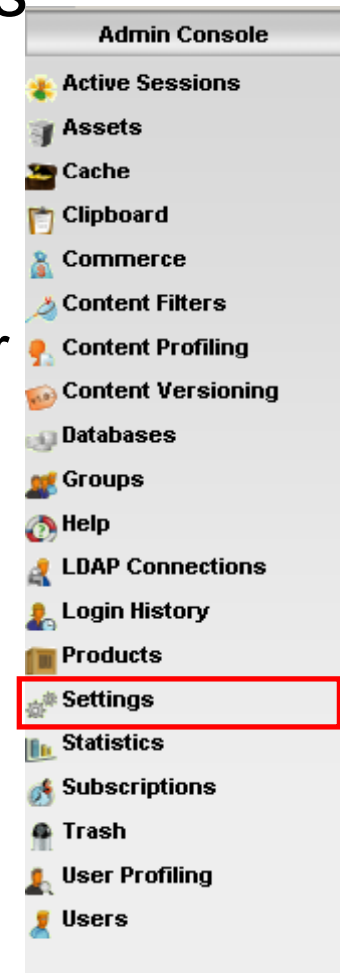 s
Admin Console
Active Sessions
Assets
Cache
Clipboard
Commerce
Content Filters
r
Content Profiling
Content Versioning
Databases
Groups
Help
LDAP Connections
Login History
Products
Settings
Statistics
Subscriptions
Trash
User Profiling
Users